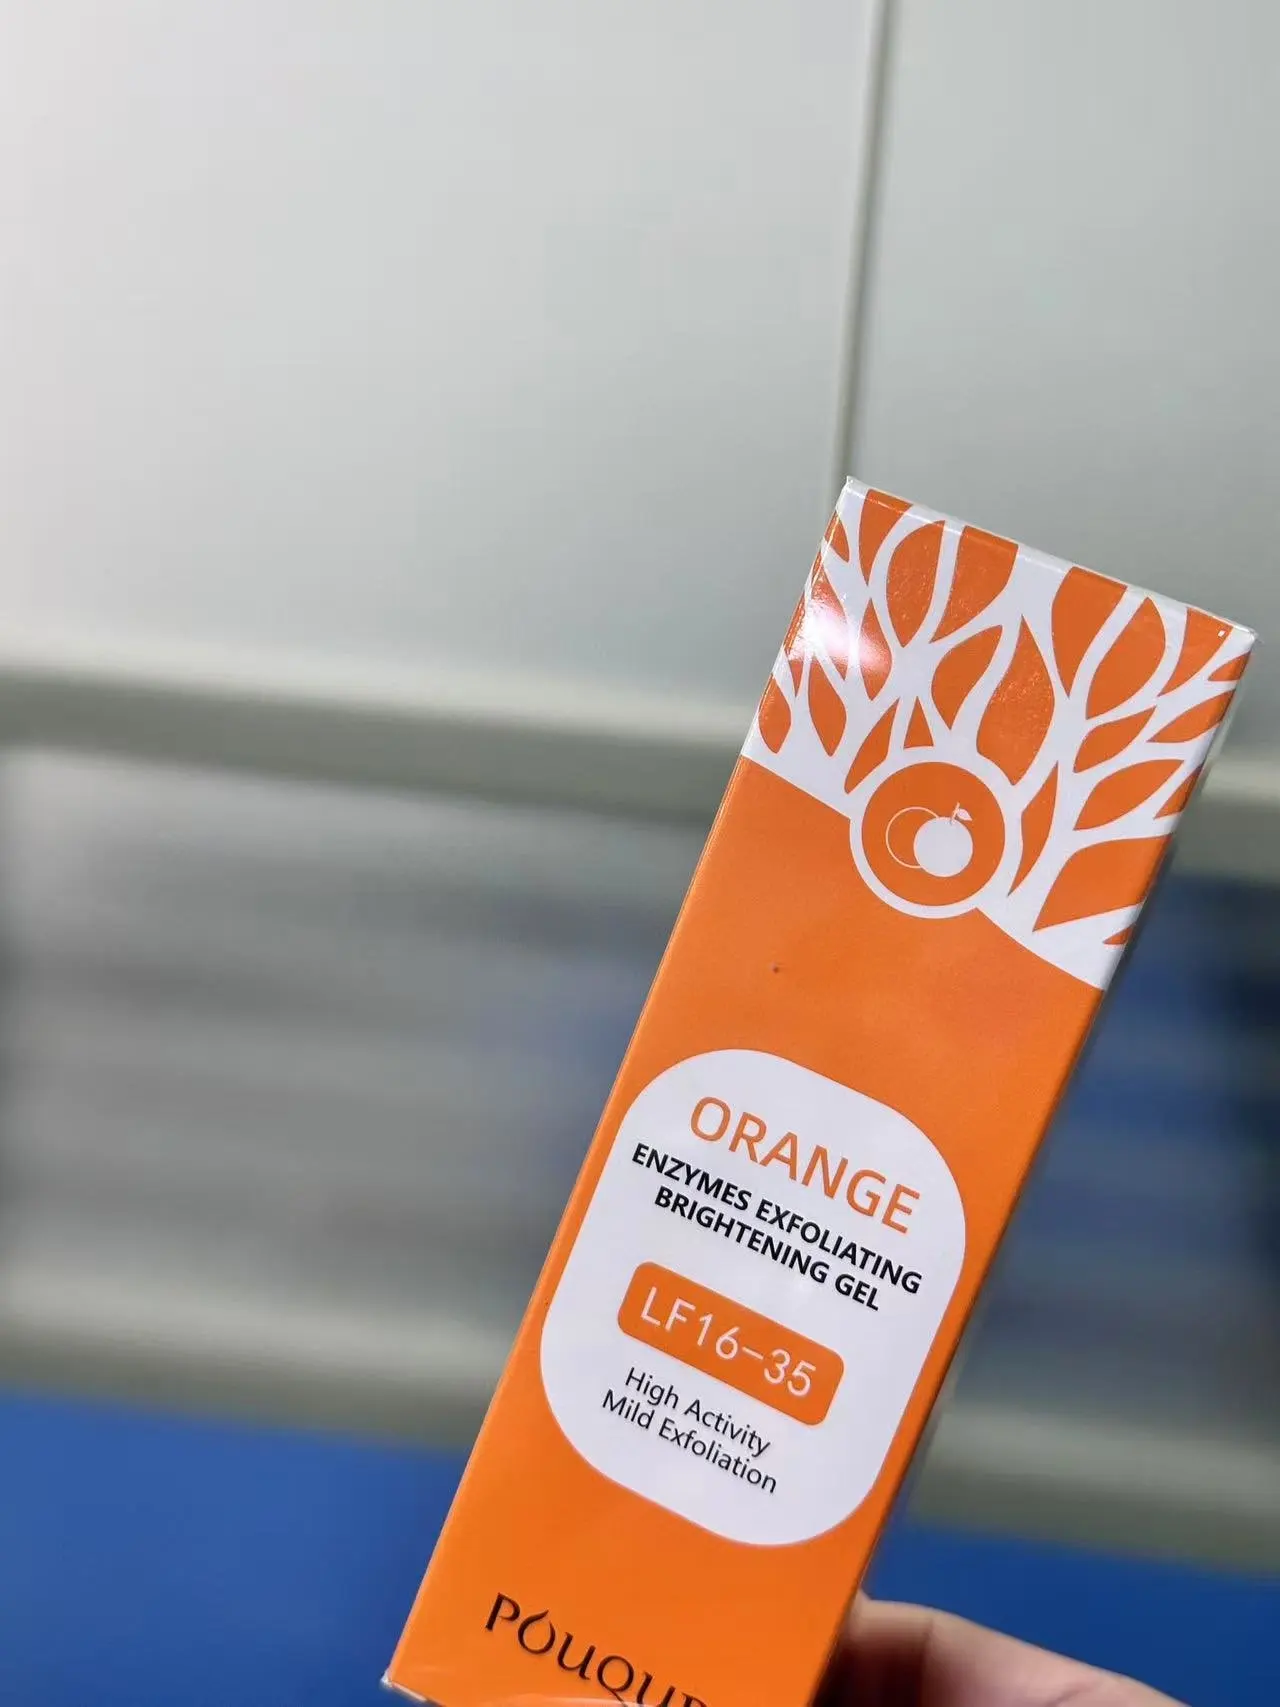 ORANGE
ENZYMES EXFOLIATING
BRIGHTENING GEL
LF16-35
High Activity
Mild Exfoliation